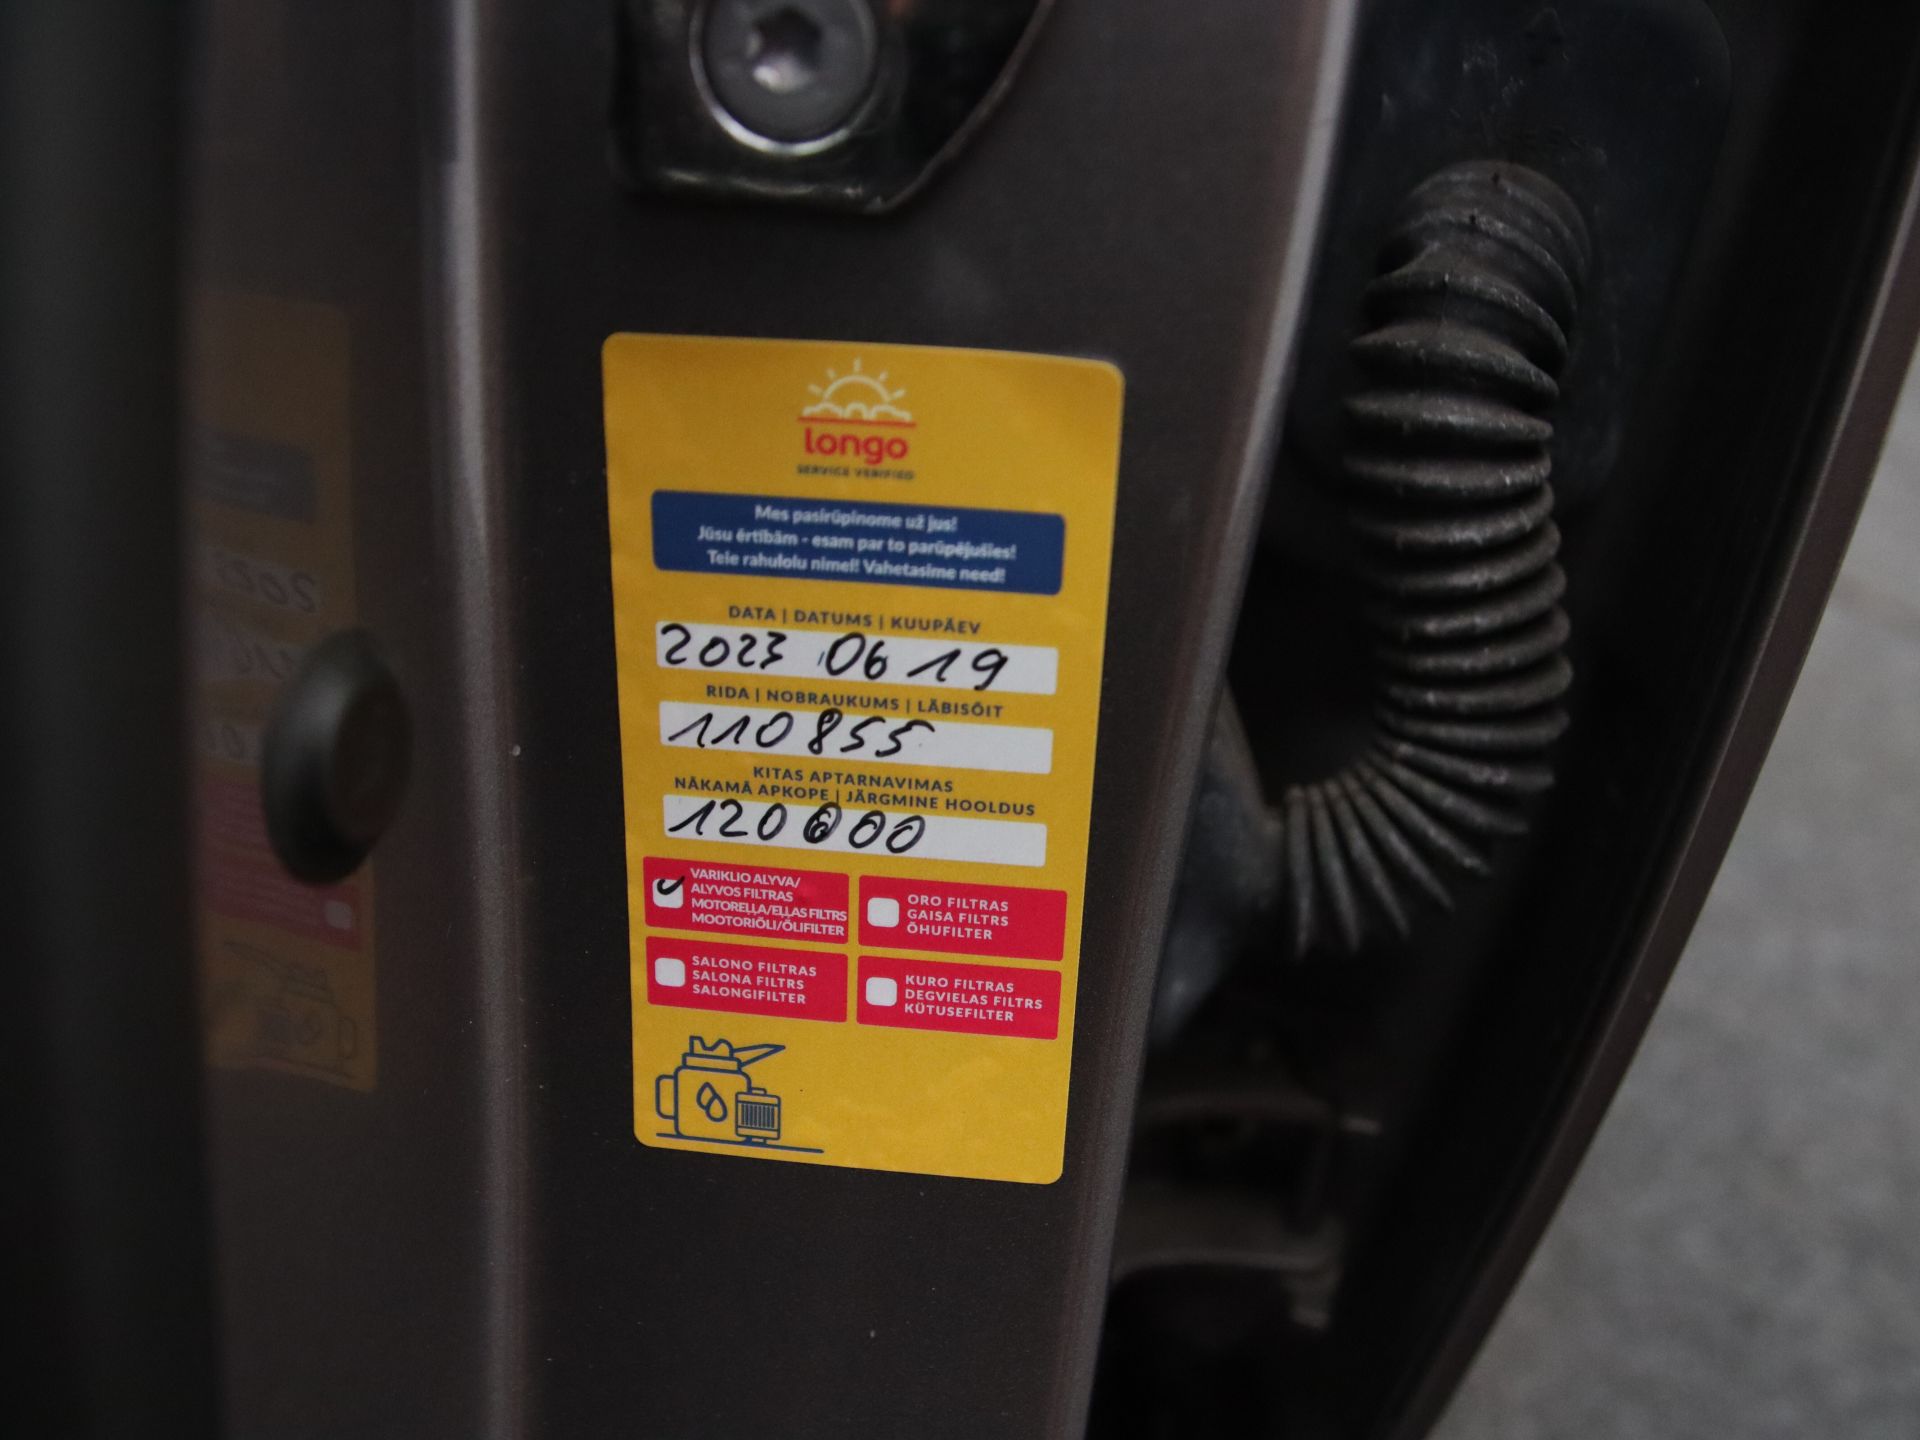 longo
SERVICE VERIFIED
Mes pasirūpinome už jus!
Jūsu ērtībām - esam par to parūpējušies!
Teie rahulolu nimel! Vahetasime need!
DATA | DATUMS | KUUPÄEV
2023 06 19
RIDA | NOBRAUKUMS | LÄBISÕIT
110855
KITAS APTARNAVIMAS
NĀKAMĀ APKOPE | JÄRGMINE HOOLDUS
120000
VARIKLIO ALYVA/
ALYVOS FILTRAS
MOTOREĻĻA/EĻĻAS FILTRS
MOOTORIÕLI/ÕLIFILTER
ORO FILTRAS
GAISA FILTRS
ÕHUFILTER
SALONO FILTRAS
SALONA FILTRS
SALONGIFILTER
KURO FILTRAS
DEGVIELAS FILTRS
KÜTUSEFILTER